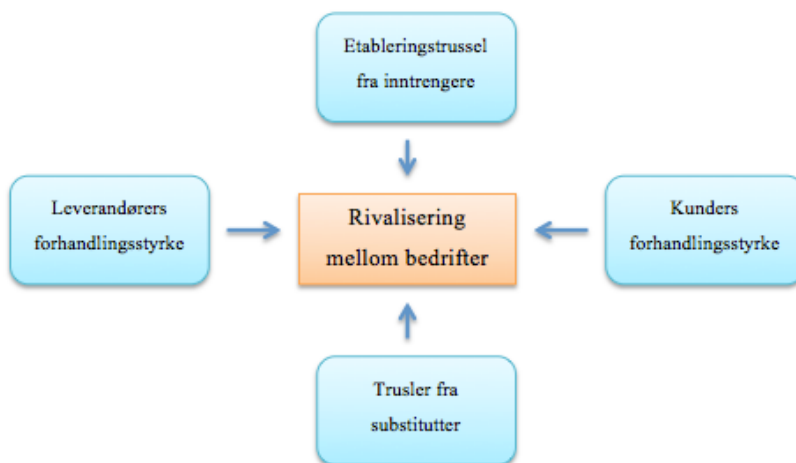 Etableringstrussel
fra inntrengere
Leverandørers
forhandlingsstyrke
Rivalisering
mellom bedrifter
Kunders
forhandlingsstyrke
Trusler fra
substitutter